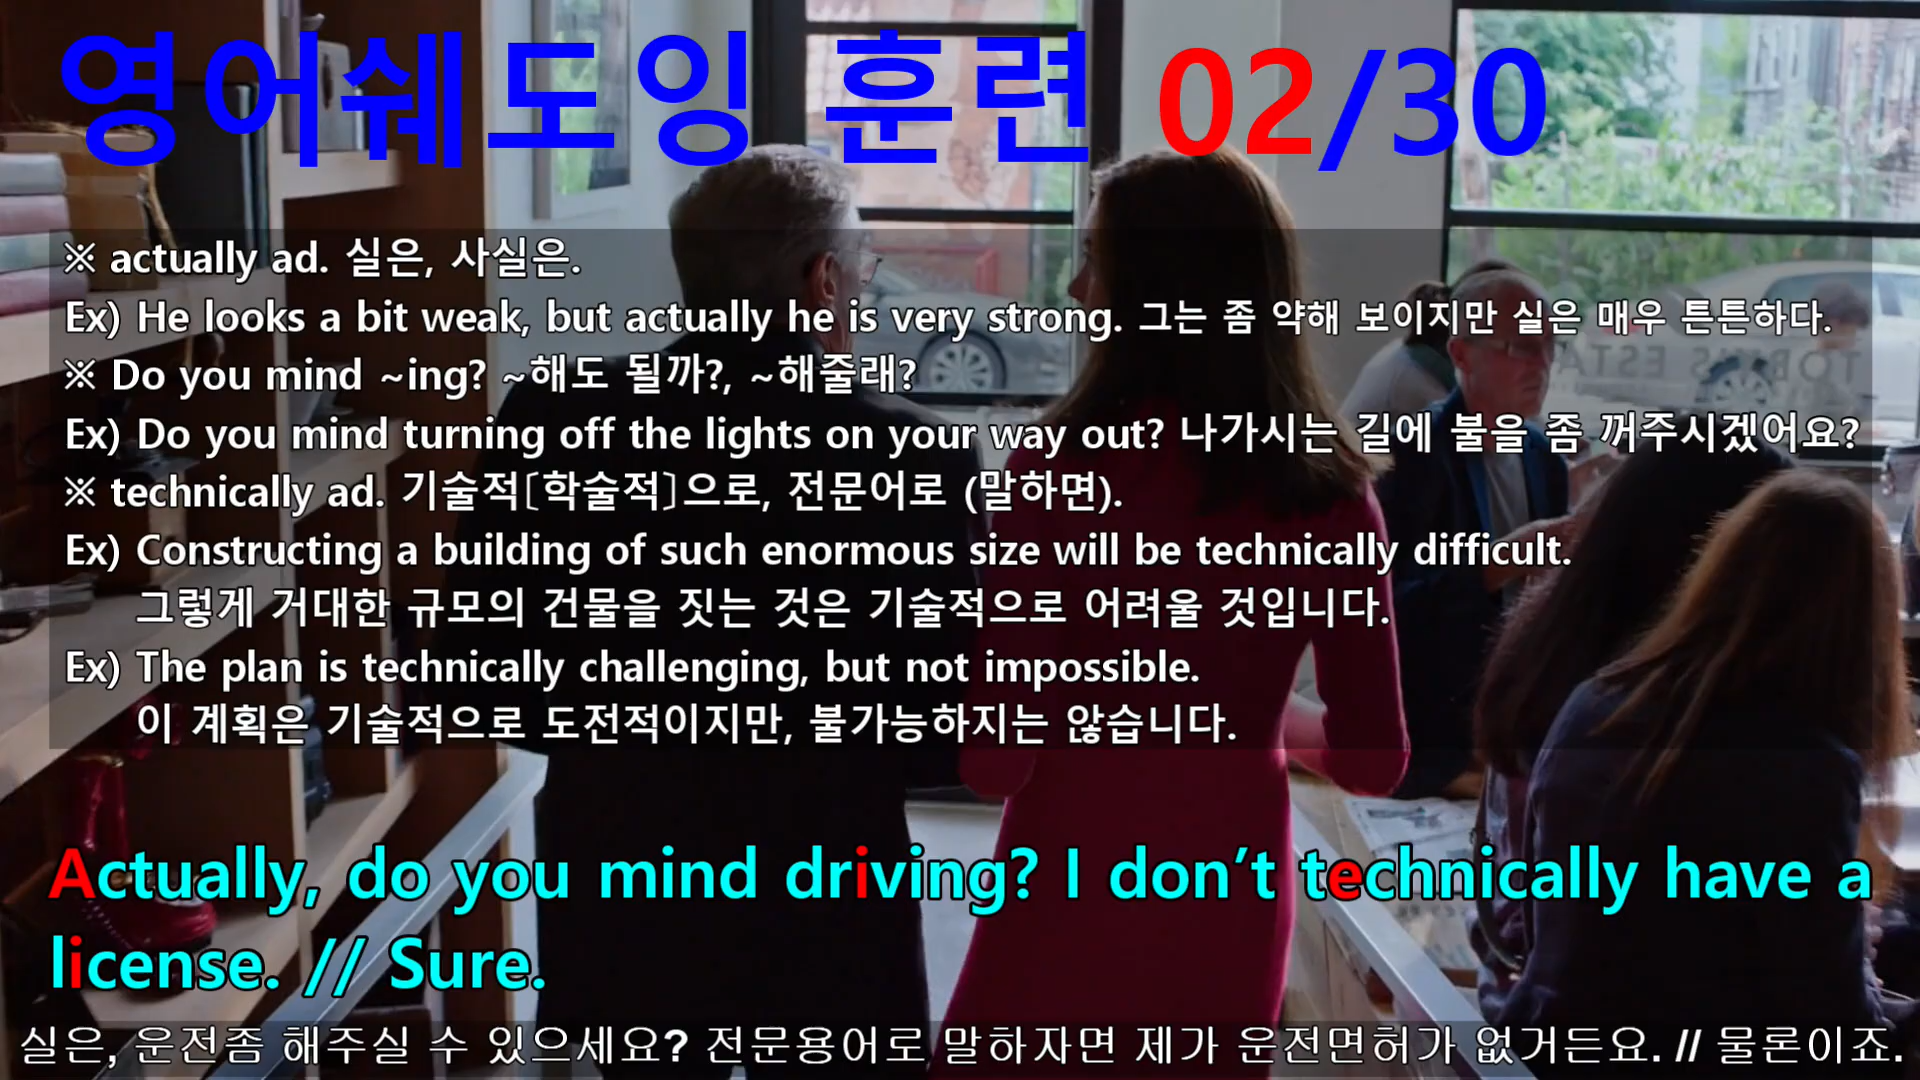 영어쉐도잉 훈련 02/30
※ actually ad. 실은, 사실은.
Ex) He looks a bit weak, but actually he is very strong. 그는 좀 약해 보이지만 실은 매우 튼튼하다.
※ Do you mind ~ing? ~해도 될까?, ~해줄래?
Ex) Do you mind turning off the lights on your way out? 나가시는 길에 불을 좀 꺼주시겠어요?
※ technically ad. 기술적[학술적]으로, 전문어로 (말하면).
Ex) Constructing a building of such enormous size will be technically difficult.
그렇게 거대한 규모의 건물을 짓는 것은 기술적으로 어려울 것입니다.
Ex) The plan is technically challenging, but not impossible.
이 계획은 기술적으로 도전적이지만, 불가능하지는 않습니다.
Actually, do you mind driving? I don’t technically have a
license. // Sure.
실은, 운전좀 해주실 수 있으세요? 전문용어로 말하자면 제가 운전면허가 없거든요. // 물론이죠.